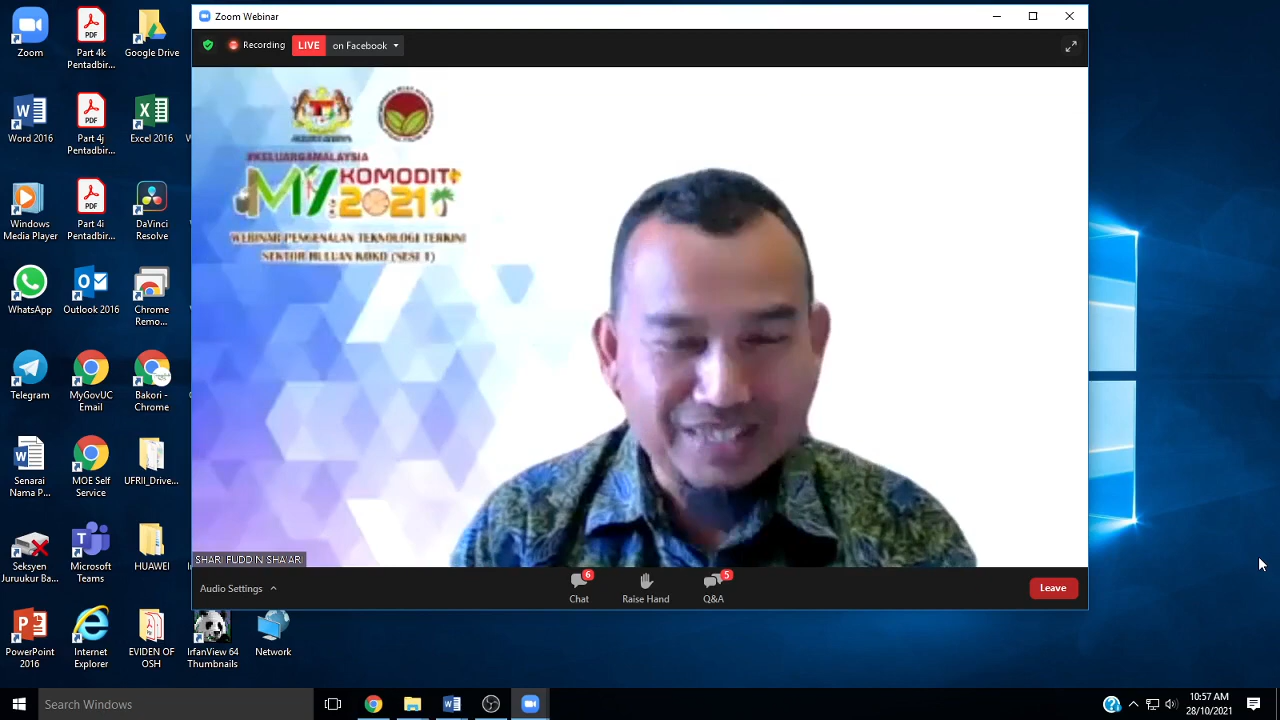 Zoom Webinar
Recording
LIVE
on Facebook
#KELUARGAMALAYSIA
MY KOMODITI
2021
WEBINAR PENGENALAN TEKNOLOGI TERKINI
SEKTOR HULUAN KOKO (SESI 1)
SHARI FUDDIN SHA'ARI
Audio Settings
6
Chat
Raise Hand
5
Q&A
Leave
Zoom
Part 4k
Pentadbir...
Google Drive
Word 2016
Part 4j
Pentadbir...
Excel 2016
Windows
Media Player
Part 4i
Pentadbir...
DaVinci
Resolve
WhatsApp
Outlook 2016
Chrome
Remo...
Telegram
MyGovUC
Email
Bakori -
Chrome
Senarai
Nama P...
MOE Self
Service
UFRII_Drive...
Seksyen
Juruukur Ba...
Microsoft
Teams
HUAWEI
PowerPoint
2016
Internet
Explorer
EVIDEN OF
OSH
IrfanView 64
Thumbnails
Network
Search Windows
10:57 AM
28/10/2021